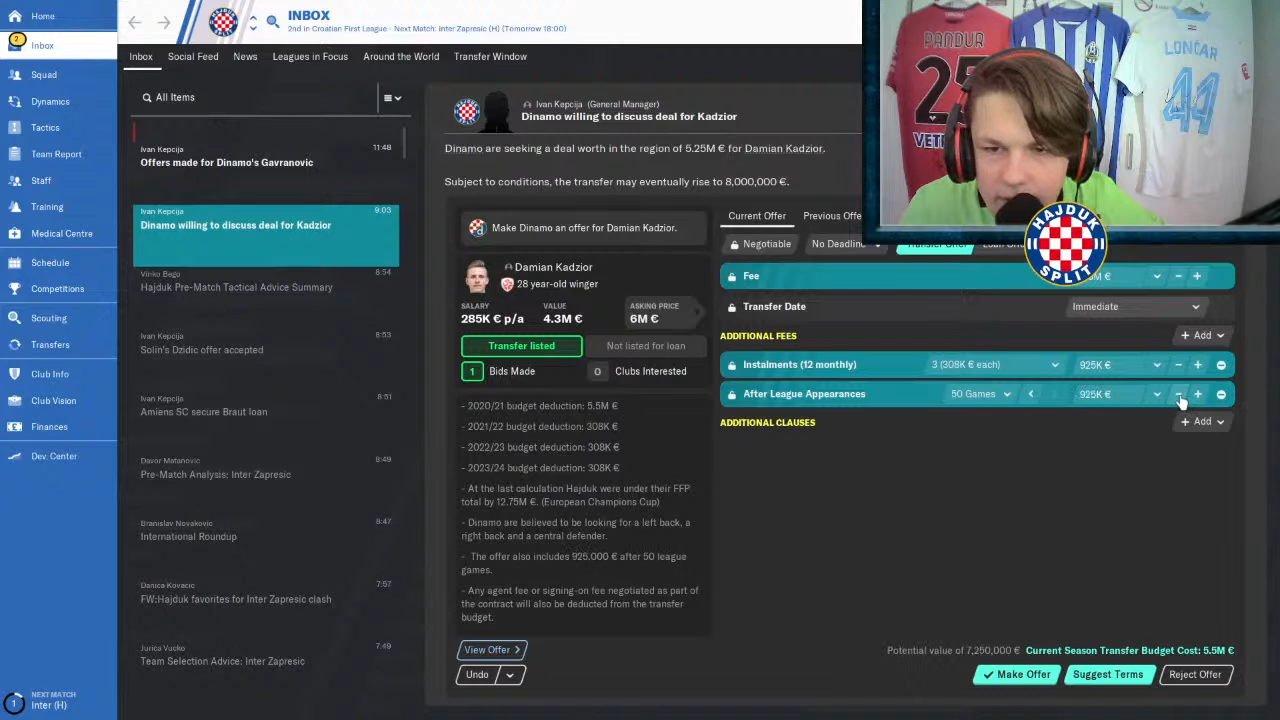 Home
INBOX
2nd in Croatian First League - Next Match: Inter Zapresic (H) (Tomorrow 18:00)
2
Inbox
Squad
Dynamics
Tactics
Team Report
Staff
Training
Medical Centre
Schedule
Competitions
Scouting
Transfers
Club Info
Club Vision
Finances
Dev. Center
1
NEXT MATCH
Inter (H)
Inbox
Social Feed
News
Leagues in Focus
Around the World
Transfer Window
All Items
Ivan Kepcija
11:48
Offers made for Dinamo's Gavranovic
Ivan Kepcija
9:03
Dinamo willing to discuss deal for Kadzior
Vinko Bego
8:54
Hajduk Pre-Match Tactical Advice Summary
Ivan Kepcija
8:53
Solin's Dzidic offer accepted
Ivan Kepcija
8:51
Amiens SC secure Braut loan
Davor Matanovic
8:49
Pre-Match Analysis: Inter Zapresic
Branislav Novakovic
8:47
International Roundup
Danica Kovacic
7:57
FW:Hajduk favorites for Inter Zapresic clash
Jurica Vucko
7:49
Team Selection Advice: Inter Zapresic
Ivan Kepcija (General Manager)
Dinamo willing to discuss deal for Kadzior
Dinamo are seeking a deal worth in the region of 5.25M € for Damian Kadzior.
Subject to conditions, the transfer may eventually rise to 8,000,000 €.
Make Dinamo an offer for Damian Kadzior.
Damian Kadzior
28 year-old winger
SALARY
285K € p/a
VALUE
4.3M €
ASKING PRICE
6M €
Transfer listed
Not listed for loan
1
Bids Made
0
Clubs Interested
- 2020/21 budget deduction: 5.5M €
- 2021/22 budget deduction: 308K €
- 2022/23 budget deduction: 308K €
- 2023/24 budget deduction: 308K €
- At the last calculation Hajduk were under their FFP
total by 12.75M €. (European Champions Cup)
- Dinamo are believed to be looking for a left back, a
right back and a central defender.
- The offer also includes 925.000 € after 50 league
games.
- Any agent fee or signing-on fee negotiated as part of
the contract will also be deducted from the transfer
budget.
View Offer
Undo
Current Offer
Previous Offe
Negotiable
No Deadline
Transfer Offer
Fee
M €
Transfer Date
Immediate
ADDITIONAL FEES
+ Add
Instalments (12 monthly)
3 (308K € each)
925K €
After League Appearances
50 Games
925K €
ADDITIONAL CLAUSES
+ Add
Potential value of 7,250,000 € Current Season Transfer Budget Cost: 5.5M €
Make Offer
Suggest Terms
Reject Offer
PANDUR
25
LONČAR
44
HAJDUK
SPLIT